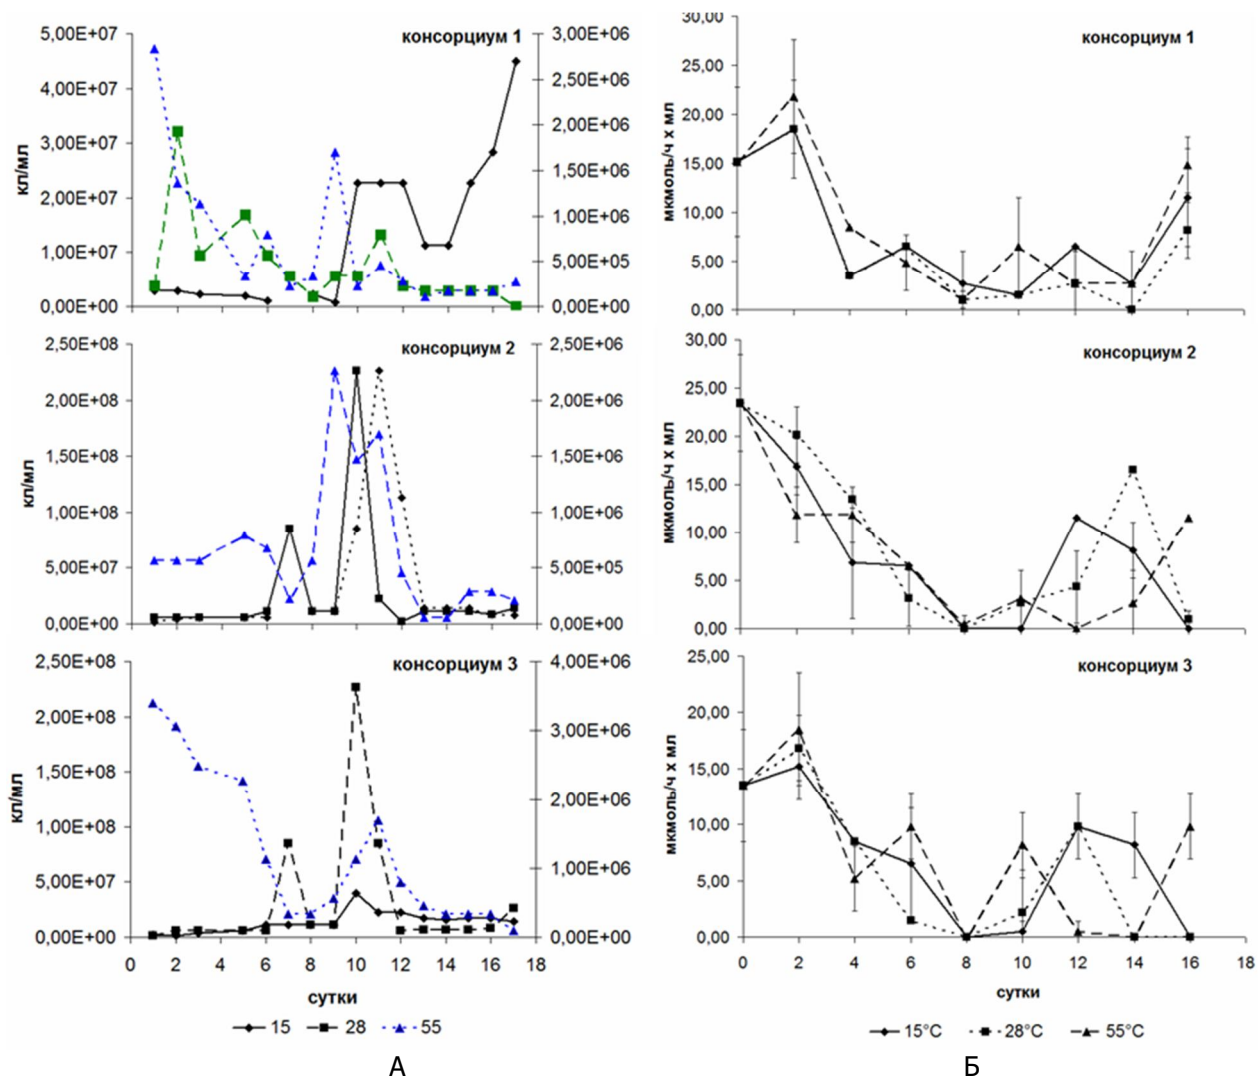 консорциум 1
кл/мл
5,00E+07
4,00E+07
3,00E+07
2,00E+07
1,00E+07
0,00E+00
3,00E+06
2,50E+06
2,00E+06
1,50E+06
1,00E+06
5,00E+05
0,00E+00
консорциум 2
кл/мл
2,50E+08
2,00E+08
1,50E+08
1,00E+08
5,00E+07
0,00E+00
2,50E+06
2,00E+06
1,50E+06
1,00E+06
5,00E+05
0,00E+00
консорциум 3
кл/мл
2,50E+08
2,00E+08
1,50E+08
1,00E+08
5,00E+07
0,00E+00
4,00E+06
3,00E+06
2,00E+06
1,00E+06
0,00E+00
0 2 4 6 8 10 12 14 16 18
сутки
15 28 55
А
консорциум 1
мкмоль/ч х мл
30,00
25,00
20,00
15,00
10,00
5,00
0,00
консорциум 2
мкмоль/ч х мл
30,00
25,00
20,00
15,00
10,00
5,00
0,00
консорциум 3
мкмоль/ч х мл
25,00
20,00
15,00
10,00
5,00
0,00
0 2 4 6 8 10 12 14 16 18
сутки
15°C 28°C 55°C
Б